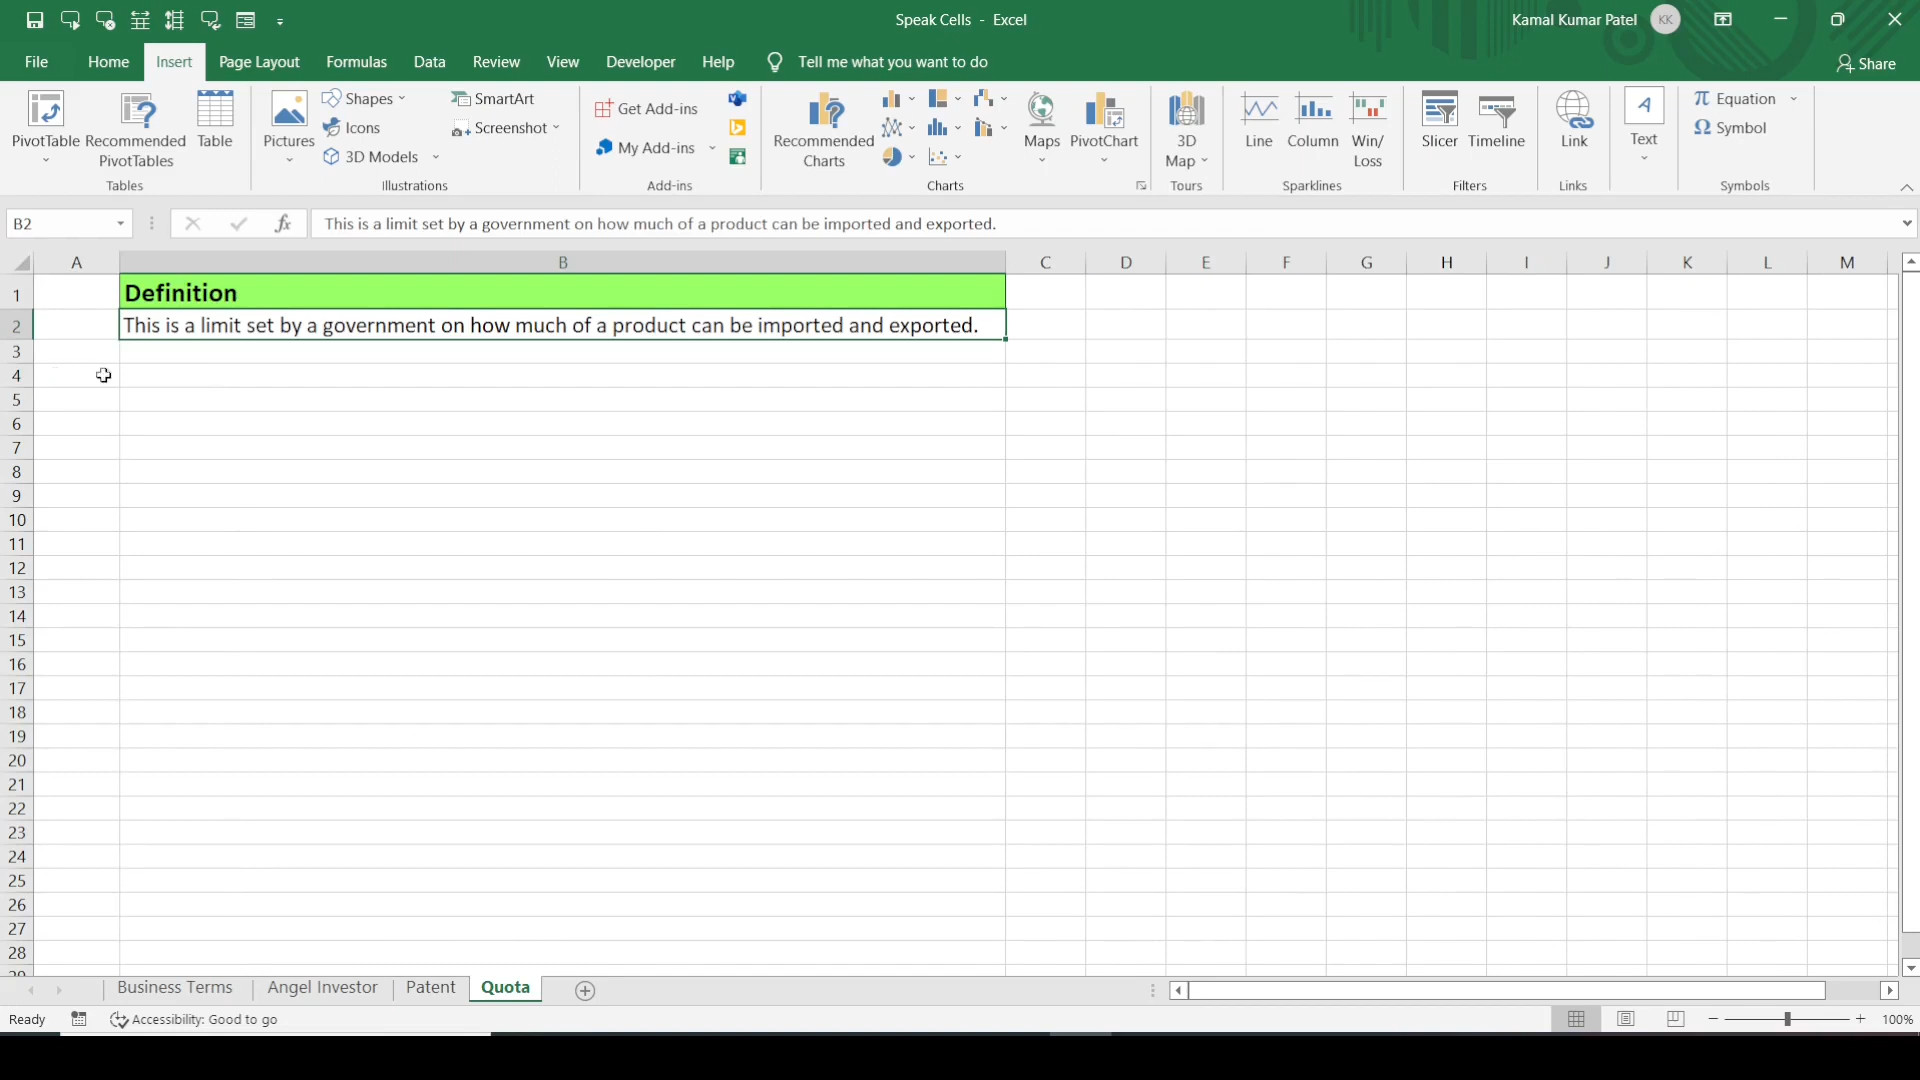 Speak Cells - Excel
Kamal Kumar Patel KK
File Home Insert Page Layout Formulas Data Review View Developer Help Tell me what you want to do Share
PivotTable Recommended PivotTables Table
Tables
Pictures Shapes Icons 3D Models SmartArt Screenshot
Illustrations
Get Add-ins
My Add-ins
Add-ins
Recommended Charts Maps PivotChart
Charts
3D Map
Tours
Line Column Win/Loss
Sparklines
Slicer Timeline
Filters
Link
Links
A
Text
π Equation
Ω Symbol
Symbols
B2 fx This is a limit set by a government on how much of a product can be imported and exported.
A B C D E F G H I J K L M
1 Definition
2 This is a limit set by a government on how much of a product can be imported and exported.
3
4
5
6
7
8
9
10
11
12
13
14
15
16
17
18
19
20
21
22
23
24
25
26
27
28
29
Business Terms Angel Investor Patent Quota
Ready Accessibility: Good to go 100%